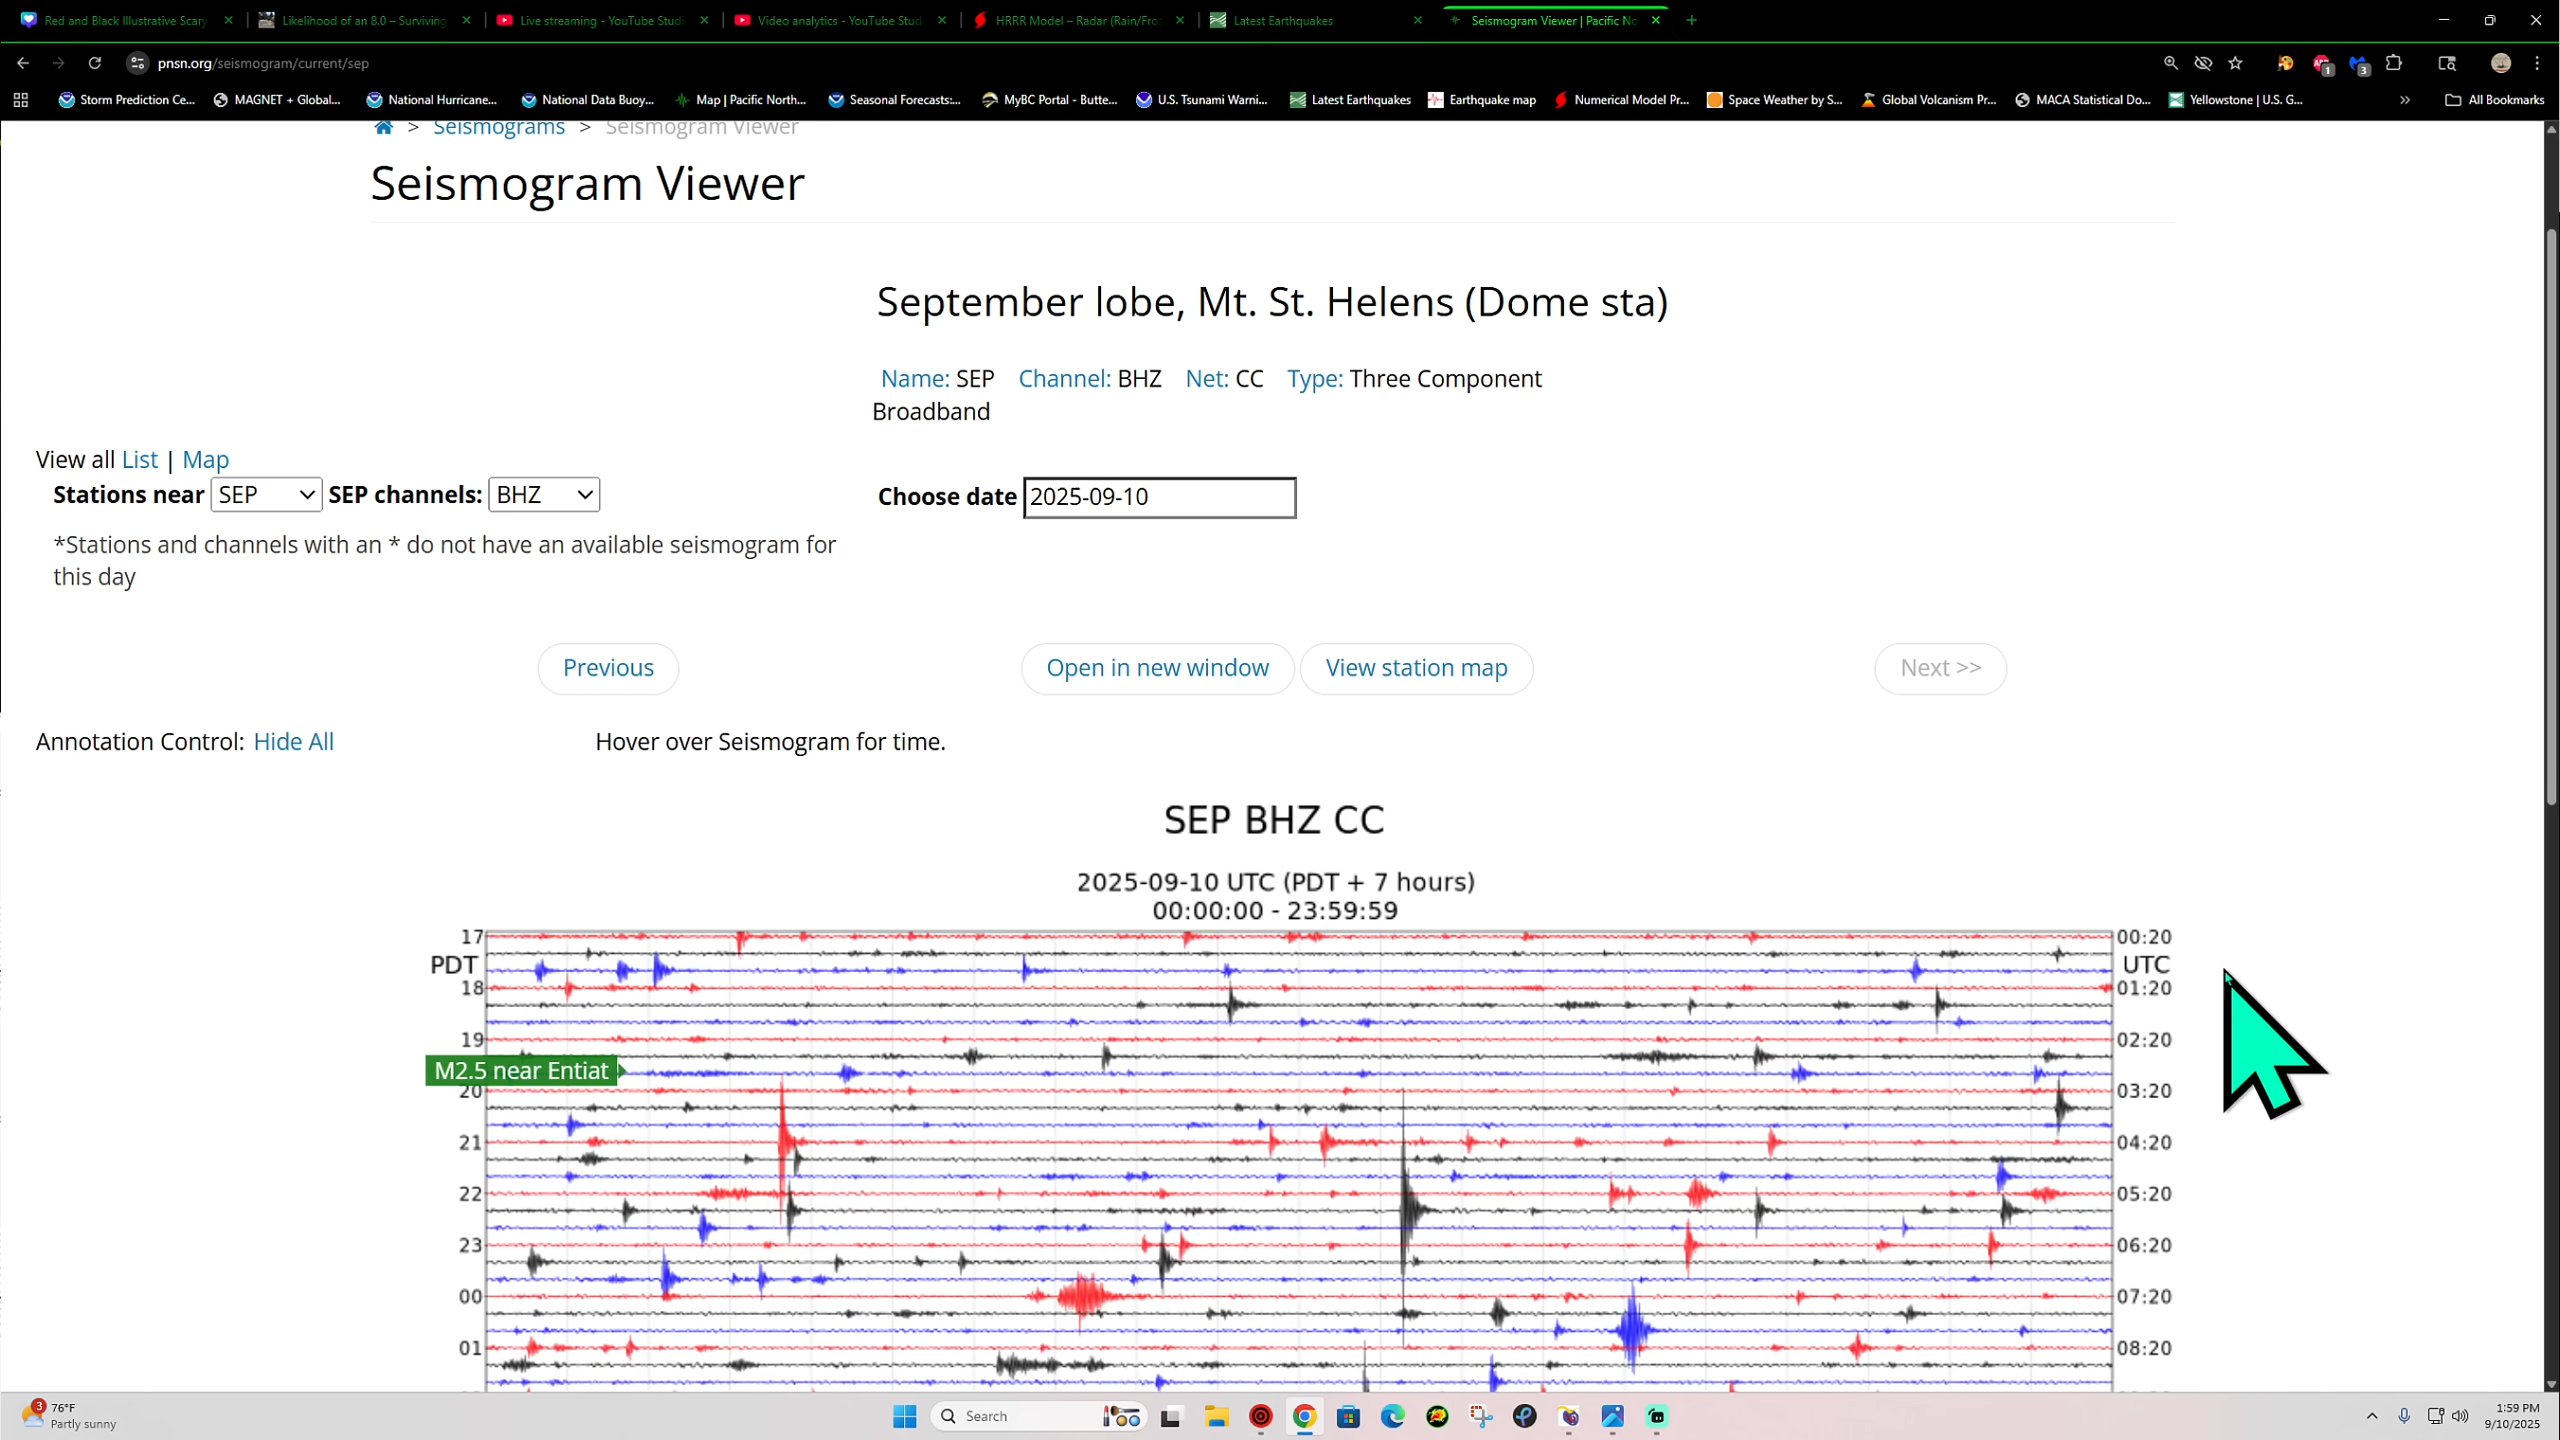 Red and Black Illustrative Scary
Likelihood of an 8.0 – Surviving
Live streaming - YouTube Studi
Video analytics - YouTube Stud
HRRR Model – Radar (Rain/Fro
Latest Earthquakes
Seismogram Viewer | Pacific No
pnsn.org/seismogram/current/sep
Storm Prediction Ce...
MAGNET + Global...
National Hurricane...
National Data Buoy...
Map | Pacific North...
Seasonal Forecasts:...
MyBC Portal - Butte...
U.S. Tsunami Warni...
Latest Earthquakes
Earthquake map
Numerical Model Pr...
Space Weather by S...
Global Volcanism Pr...
MACA Statistical Do...
Yellowstone | U.S. G...
» All Bookmarks
> Seismograms > Seismogram Viewer
Seismogram Viewer
September lobe, Mt. St. Helens (Dome sta)
Name: SEP Channel: BHZ Net: CC Type: Three Component
Broadband
View all List | Map
Stations near SEP SEP channels: BHZ
Choose date 2025-09-10
*Stations and channels with an * do not have an available seismogram for
this day
Previous
Open in new window
View station map
Next >>
Annotation Control: Hide All
Hover over Seismogram for time.
SEP BHZ CC
2025-09-10 UTC (PDT + 7 hours)
00:00:00 - 23:59:59
17 00:20
PDT UTC
18 01:20
19 02:20
M2.5 near Entiat
20 03:20
21 04:20
22 05:20
23 06:20
00 07:20
01 08:20
3
76°F
Partly sunny
Search
1:59 PM
9/10/2025